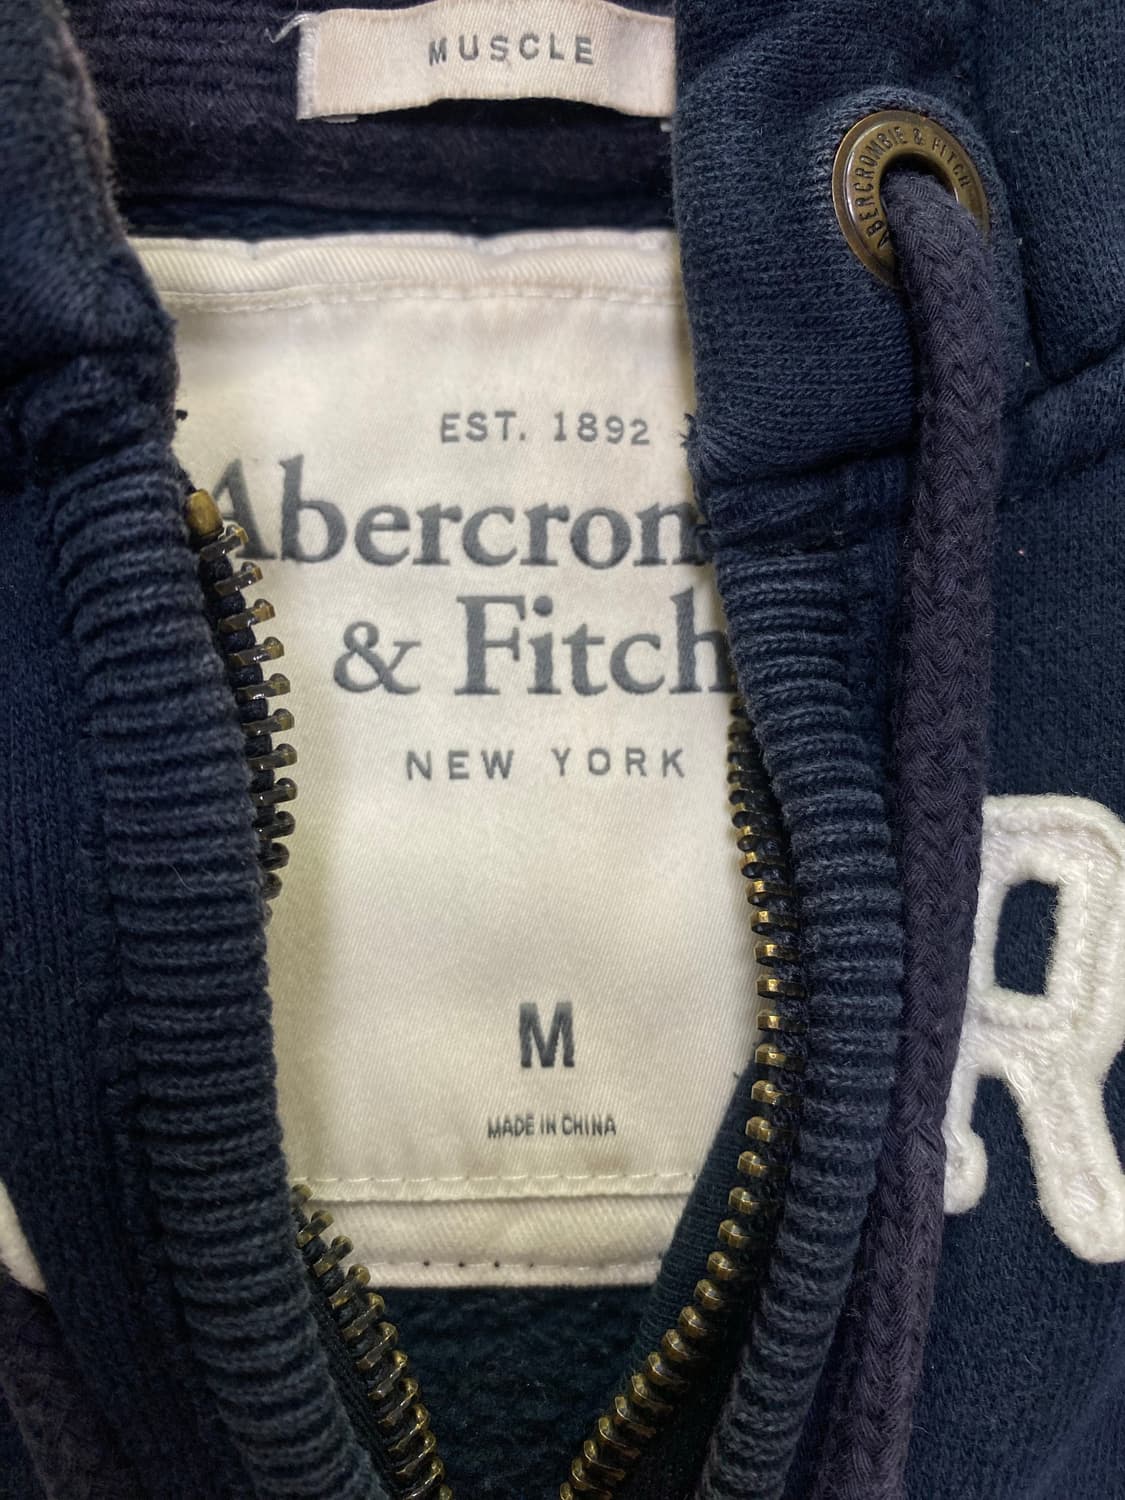 MUSCLE
ABERCROMBIE & FITCH
EST. 1892
Abercrom
& Fitch
NEW YORK
M
MADE IN CHINA
R